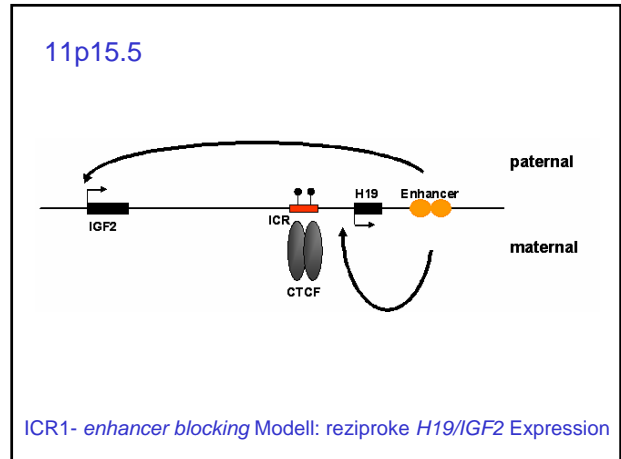 11p15.5
paternal
H19 Enhancer
ICR
IGF2
maternal
CTCF
ICR1- enhancer blocking Modell: reziproke H19/IGF2 Expression